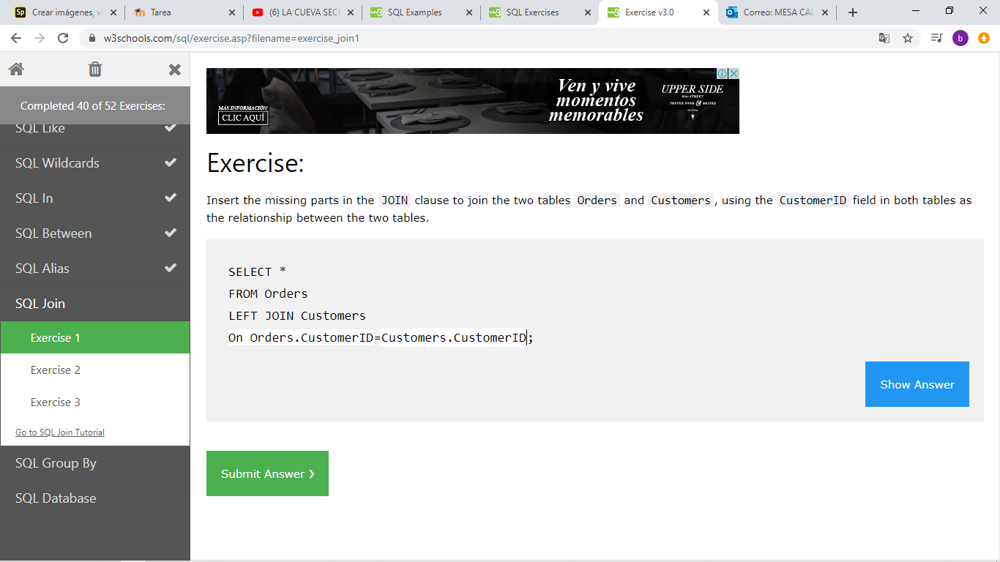 Crear imágenes, ví
Tarea
(6) LA CUEVA SECR
SQL Examples
SQL Exercises
Exercise v3.0
Correo: MESA CAL
w3schools.com/sql/exercise.asp?filename=exercise_join1
b
Completed 40 of 52 Exercises:
SQL Like
SQL Wildcards
SQL In
SQL Between
SQL Alias
SQL Join
Exercise 1
Exercise 2
Exercise 3
Go to SQL Join Tutorial
SQL Group By
SQL Database
MÁS INFORMACIÓN
CLIC AQUÍ
Ven y vive
momentos
memorables
UPPER SIDE
PROPER FOOD & DRINKS
Exercise:
Insert the missing parts in the JOIN clause to join the two tables Orders and Customers, using the CustomerID field in both tables as
the relationship between the two tables.
SELECT *
FROM Orders
LEFT JOIN Customers
On Orders.CustomerID=Customers.CustomerID;
Show Answer
Submit Answer ❯